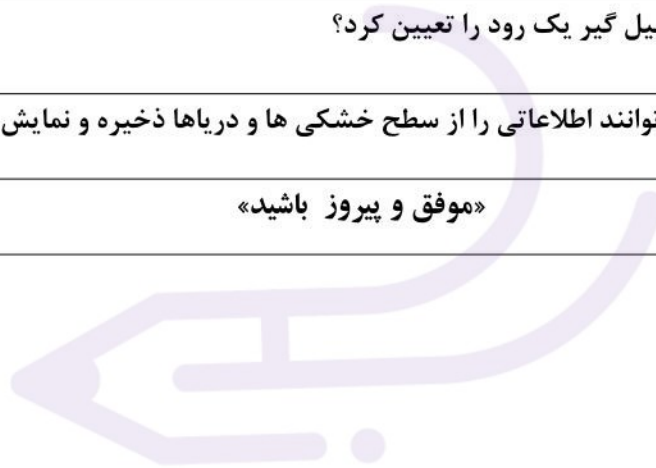 یل گیر یک رود را تعیین کرد؟
توانند اطلاعاتی را از سطح خشکی ها و دریاها ذخیره و نمایش
«موفق و پیروز باشید»